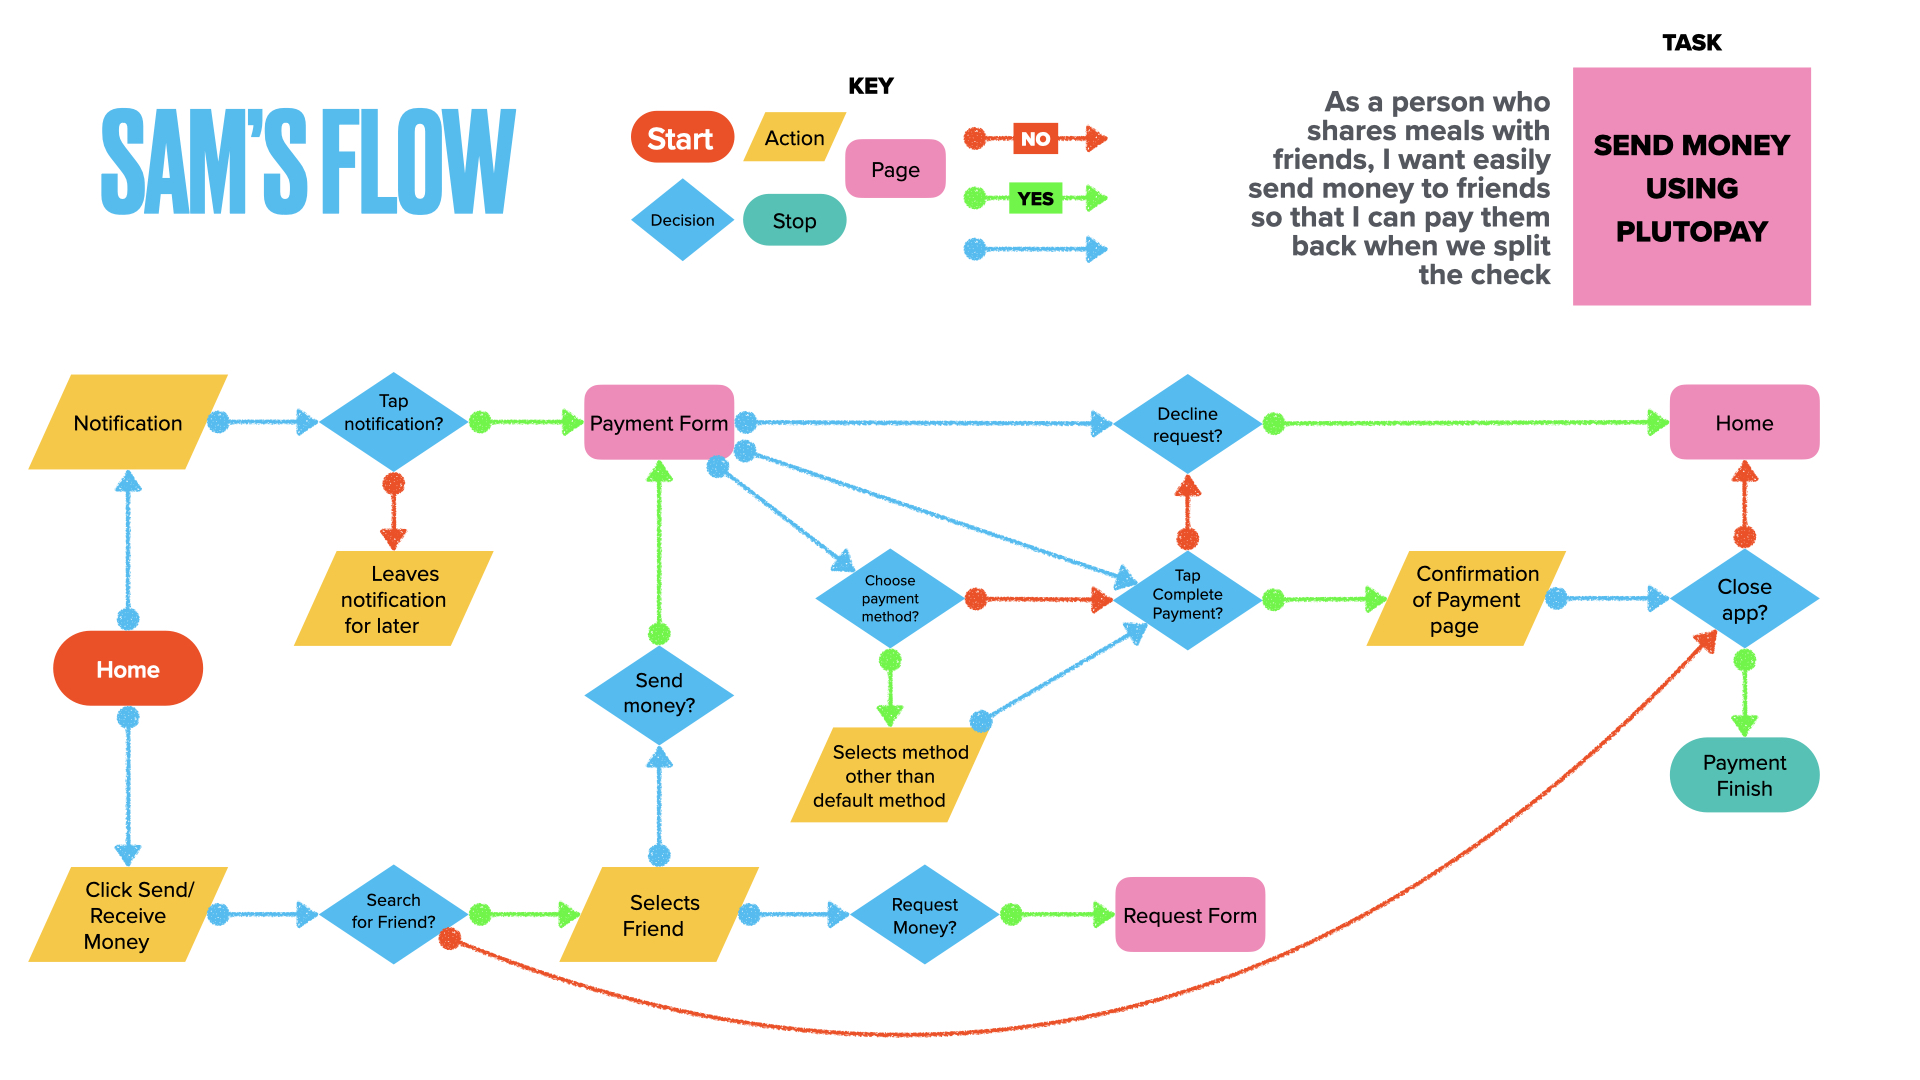 SAM'S FLOW
KEY
Start
Action
Page
Decision
Stop
NO
YES
As a person who
shares meals with
friends, I want easily
send money to friends
so that I can pay them
back when we split
the check
TASK
SEND MONEY
USING
PLUTOPAY
Notification
Tap
notification?
Payment Form
Decline
request?
Home
Leaves
notification
for later
Choose
payment
method?
Tap
Complete
Payment?
Confirmation
of Payment
page
Close
app?
Home
Send
money?
Selects method
other than
default method
Payment
Finish
Click Send/
Receive
Money
Search
for Friend?
Selects
Friend
Request
Money?
Request Form